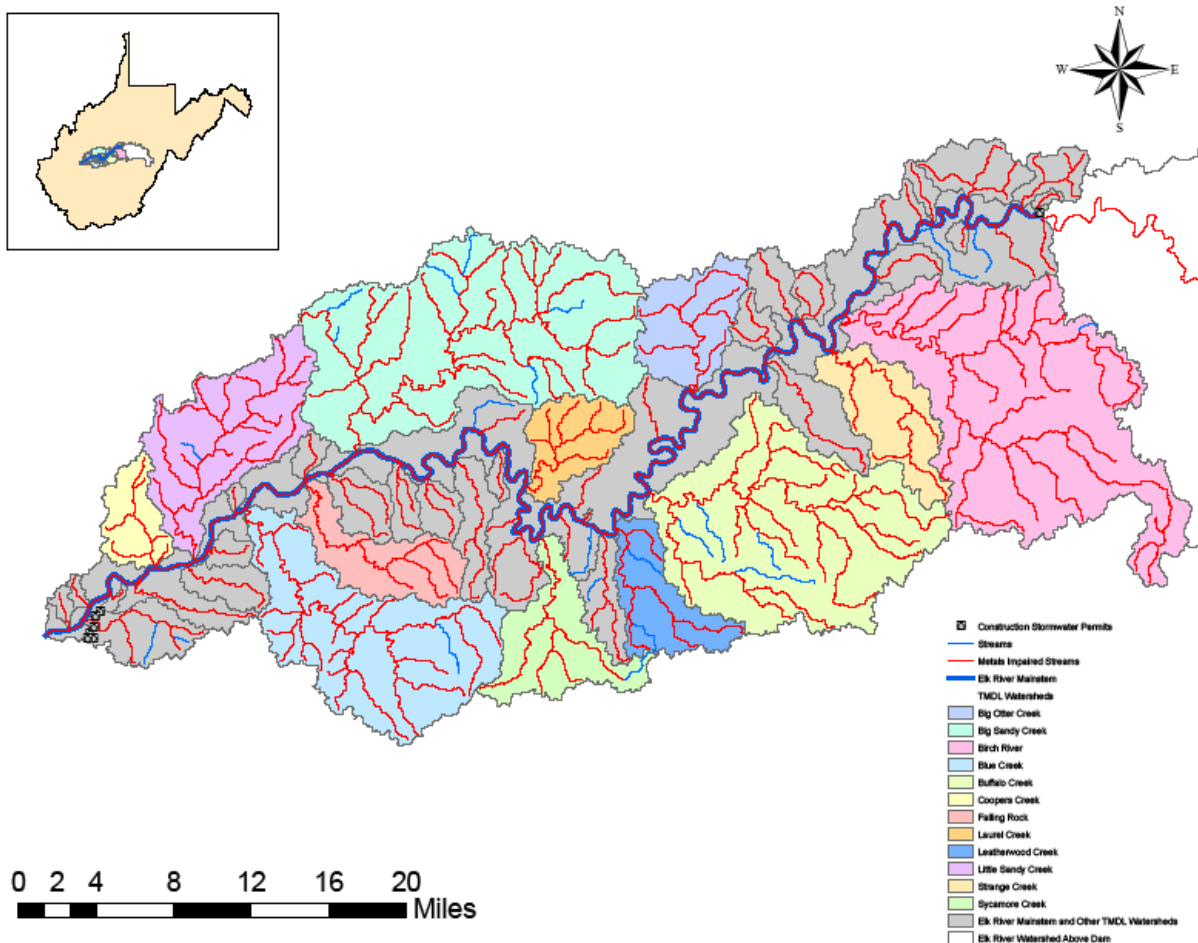 N
W E
S
Construction Stormwater Permits
Streams
Metals Impaired Streams
Elk River Mainstem
TMDL Watersheds
Big Otter Creek
Big Sandy Creek
Birch River
Blue Creek
Buffalo Creek
Coopers Creek
Falling Rock
Laurel Creek
Leatherwood Creek
Little Sandy Creek
Strange Creek
Sycamore Creek
Elk River Mainstem and Other TMDL Watersheds
Elk River Watershed Above Dam
0 2 4 8 12 16 20
Miles